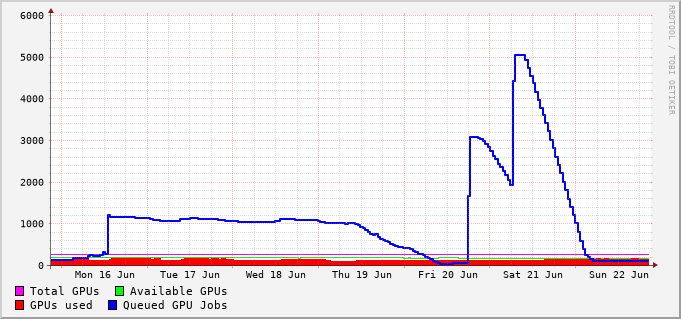 6000
5000
4000
3000
2000
1000
0
Mon 16 Jun Tue 17 Jun Wed 18 Jun Thu 19 Jun Fri 20 Jun Sat 21 Jun Sun 22 Jun
Total GPUs Available GPUs
GPUs used Queued GPU Jobs
RRDTOOL / TOBI OETIKER